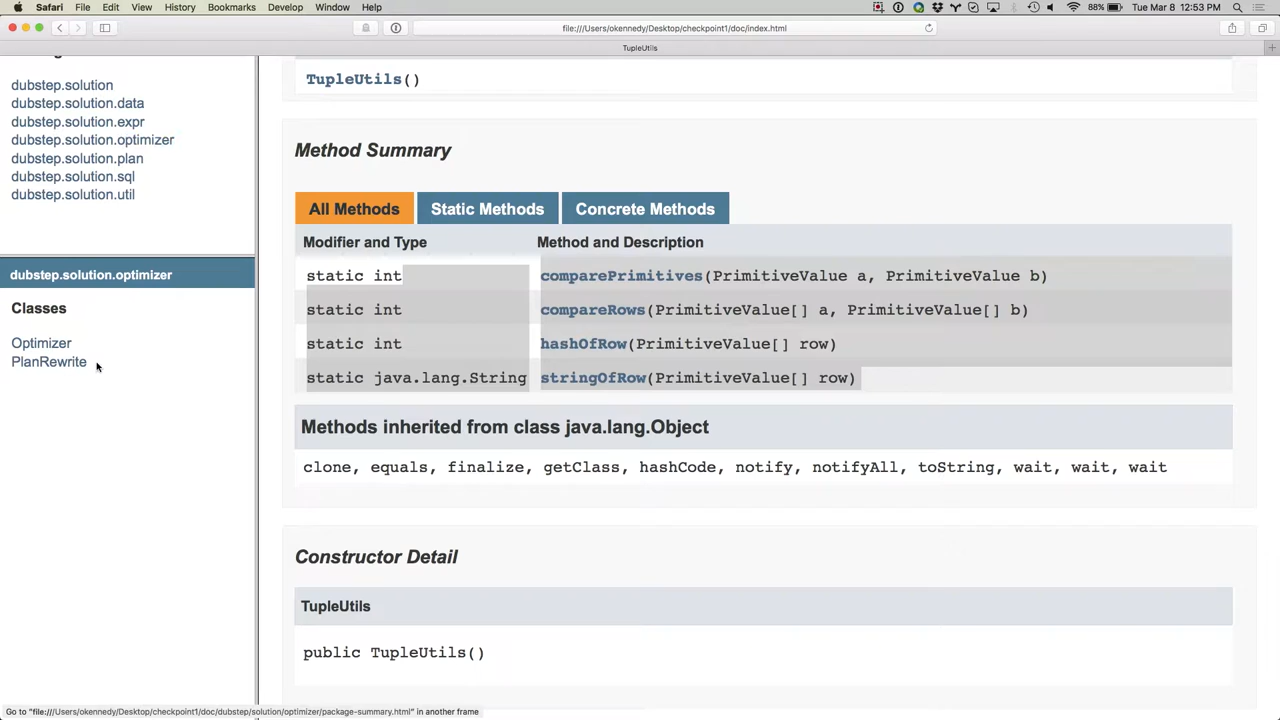 Safari File Edit View History Bookmarks Develop Window Help 88% Tue Mar 8 12:53 PM
file:///Users/okennedy/Desktop/checkpoint1/doc/index.html
TupleUtils
dubstep.solution
dubstep.solution.data
dubstep.solution.expr
dubstep.solution.optimizer
dubstep.solution.plan
dubstep.solution.sql
dubstep.solution.util
dubstep.solution.optimizer
Classes
Optimizer
PlanRewrite
TupleUtils()
Method Summary
All Methods Static Methods Concrete Methods
Modifier and Type Method and Description
static int comparePrimitives(PrimitiveValue a, PrimitiveValue b)
static int compareRows(PrimitiveValue[] a, PrimitiveValue[] b)
static int hashOfRow(PrimitiveValue[] row)
static java.lang.String stringOfRow(PrimitiveValue[] row)
Methods inherited from class java.lang.Object
clone, equals, finalize, getClass, hashCode, notify, notifyAll, toString, wait, wait, wait
Constructor Detail
TupleUtils
public TupleUtils()
Go to "file:///Users/okennedy/Desktop/checkpoint1/doc/dubstep/solution/optimizer/package-summary.html" in another frame